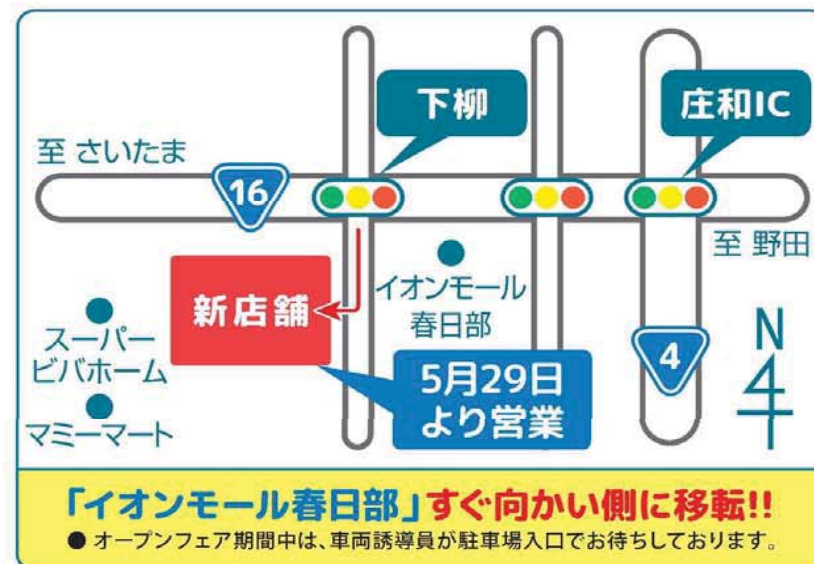 下柳
庄和IC
至 さいたま
16
至 野田
新店舗
イオンモール
春日部
スーパー
ビバホーム
マミーマート
5月29日
より営業
4
N
「イオンモール春日部」すぐ向かい側に移転!!
● オープンフェア期間中は、車両誘導員が駐車場入口でお待ちしております。